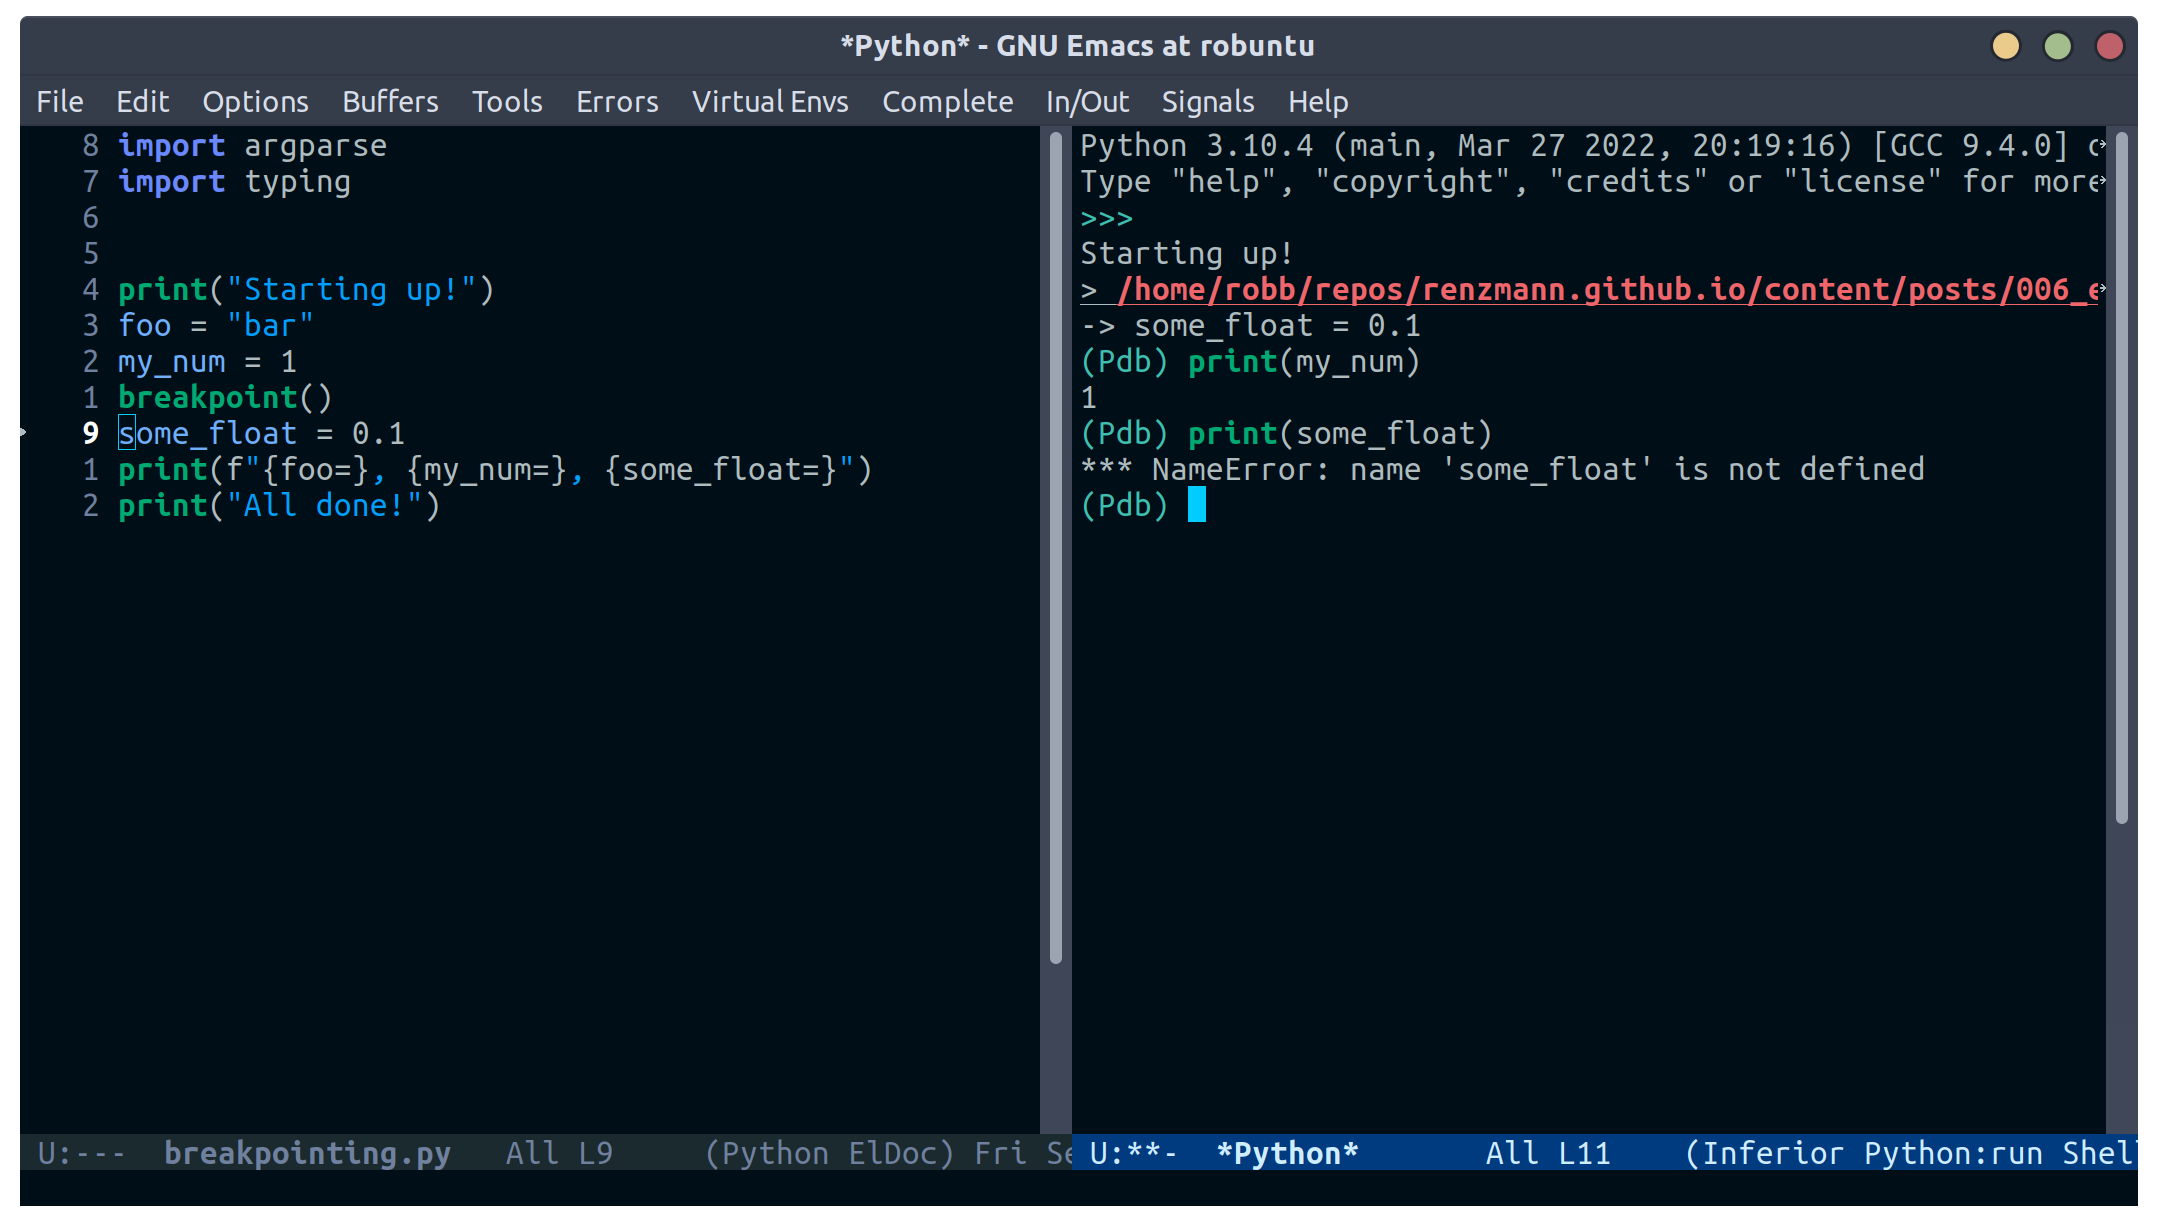 *Python* - GNU Emacs at robuntu
File Edit Options Buffers Tools Errors Virtual Envs Complete In/Out Signals Help
8 import argparse
7 import typing
6
5
4 print("Starting up!")
3 foo = "bar"
2 my_num = 1
1 breakpoint()
9 some_float = 0.1
1 print(f"{foo=}, {my_num=}, {some_float=}")
2 print("All done!")
U:--- breakpointing.py All L9 (Python ElDoc) Fri Se
Python 3.10.4 (main, Mar 27 2022, 20:19:16) [GCC 9.4.0]
Type "help", "copyright", "credits" or "license" for more
>>>
Starting up!
> /home/robb/repos/renzmann.github.io/content/posts/006_e
-> some_float = 0.1
(Pdb) print(my_num)
1
(Pdb) print(some_float)
*** NameError: name 'some_float' is not defined
(Pdb)
U:**- *Python* All L11 (Inferior Python:run Shel